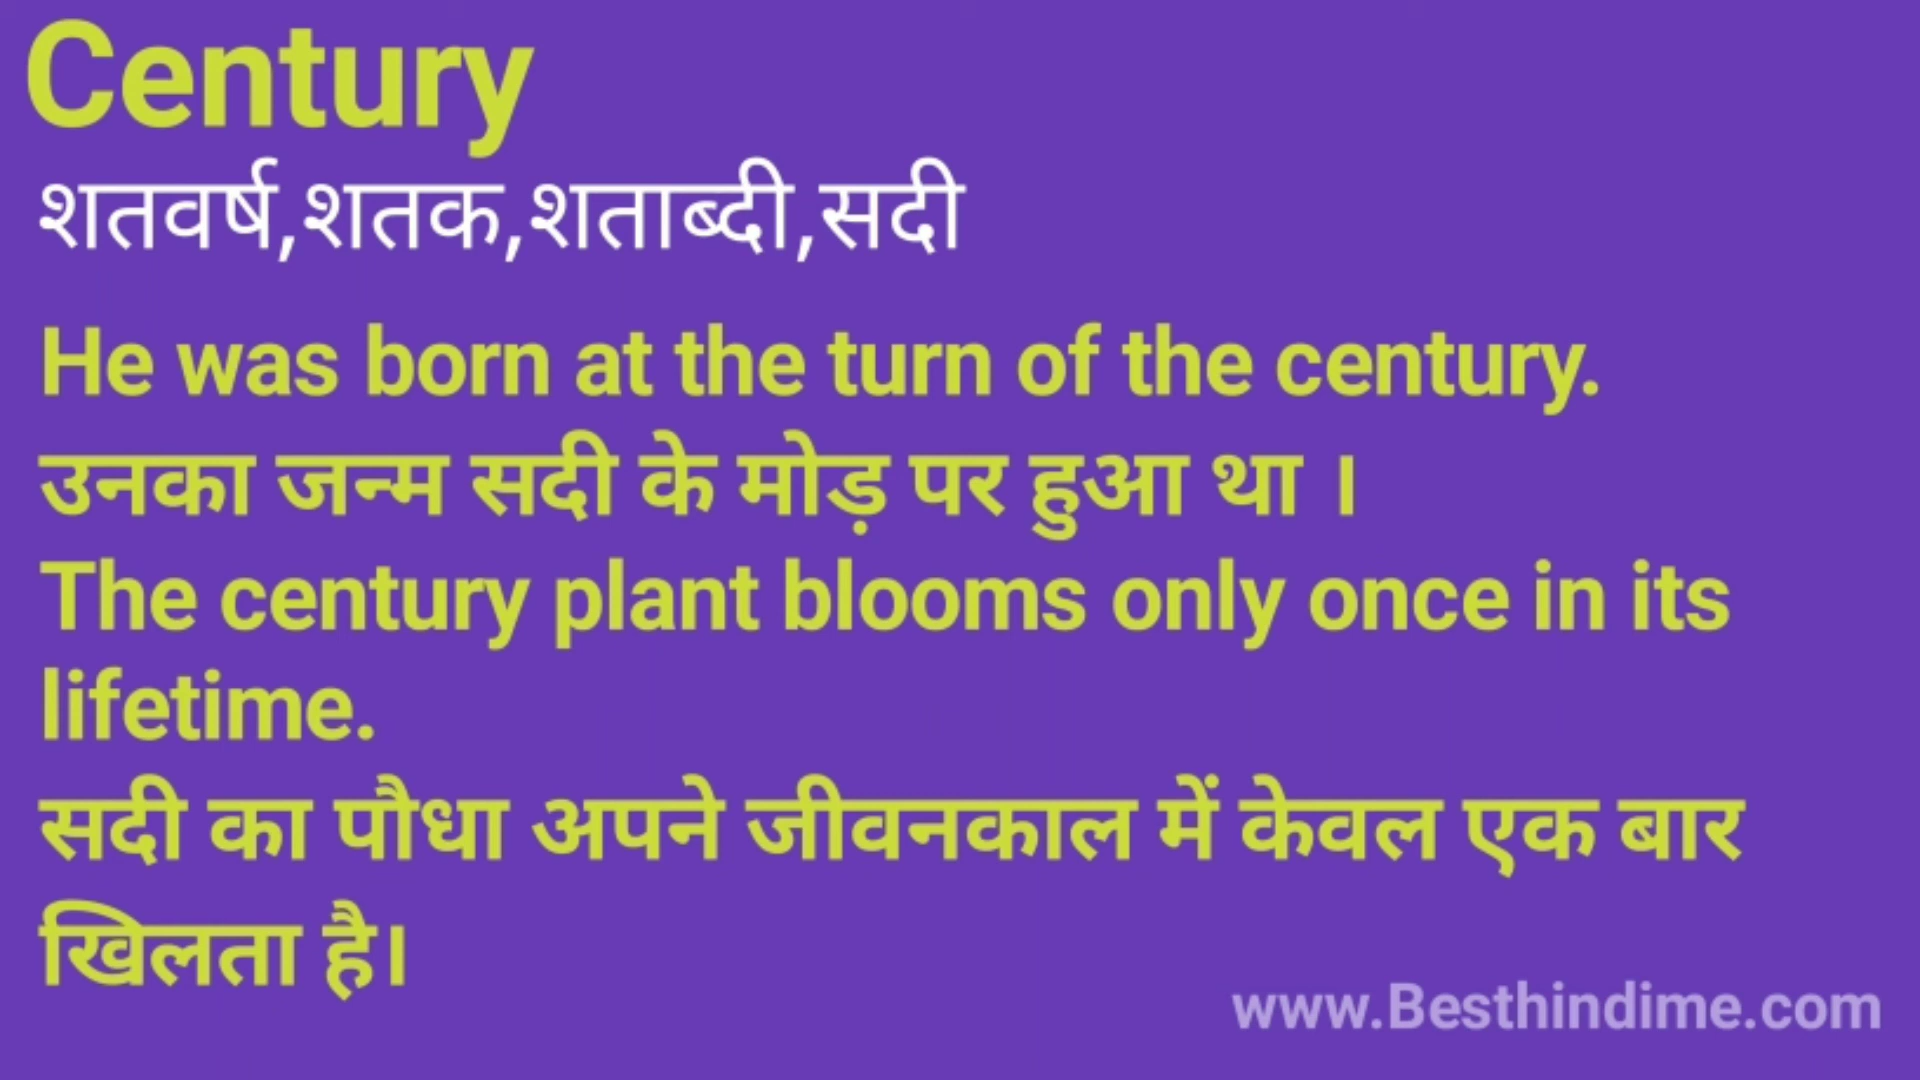 Century
शतवर्ष,शतक,शताब्दी,सदी
He was born at the turn of the century.
उनका जन्म सदी के मोड़ पर हुआ था ।
The century plant blooms only once in its
lifetime.
सदी का पौधा अपने जीवनकाल में केवल एक बार
खिलता है।
www.Besthindime.com